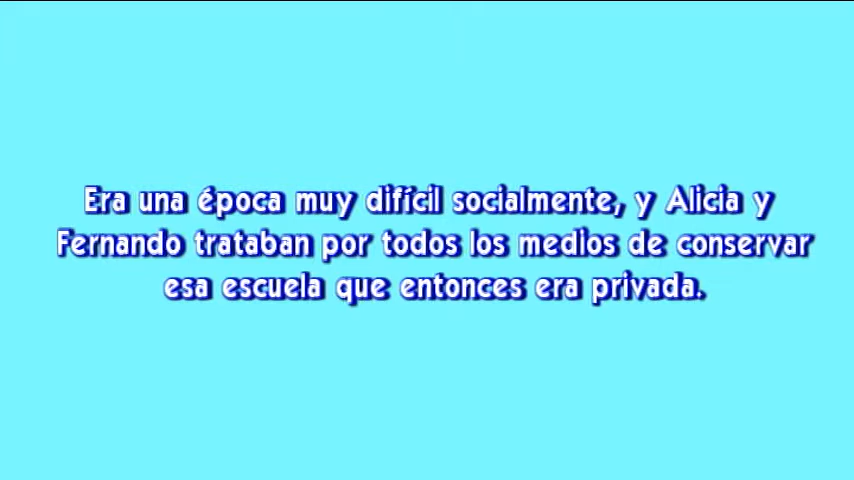 Era una época muy difícil socialmente, y Alicia y
Fernando trataban por todos los medios de conservar
esa escuela que entonces era privada.